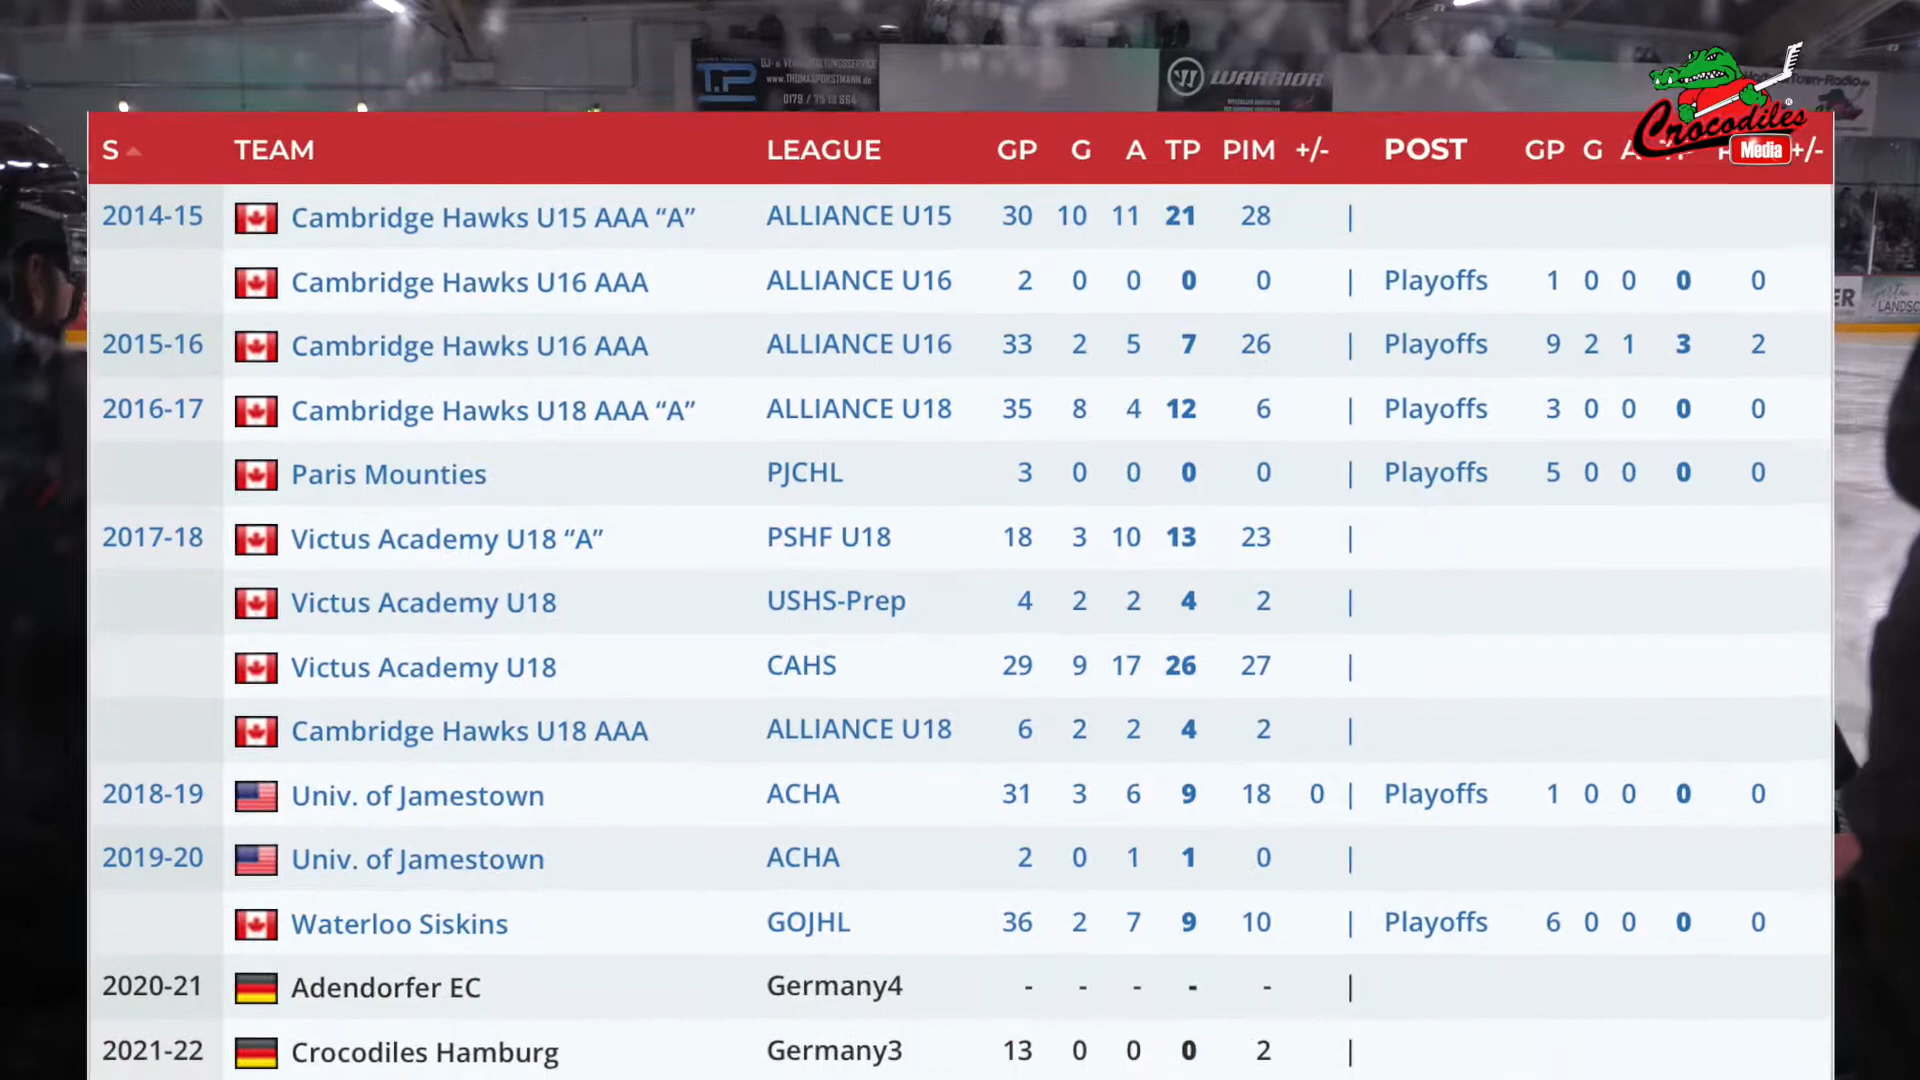 T.P
DJ- & VERANSTALTUNGSSERVICE
www.THOMASPORSTMANN.de
WARRIOR
Crocodiles
Media
S TEAM LEAGUE GP G A TP PIM +/- POST GP G A +/-
2014-15 Cambridge Hawks U15 AAA “A” ALLIANCE U15 30 10 11 21 28 |
Cambridge Hawks U16 AAA ALLIANCE U16 2 0 0 0 0 | Playoffs 1 0 0 0 0
2015-16 Cambridge Hawks U16 AAA ALLIANCE U16 33 2 5 7 26 | Playoffs 9 2 1 3 2
2016-17 Cambridge Hawks U18 AAA “A” ALLIANCE U18 35 8 4 12 6 | Playoffs 3 0 0 0 0
Paris Mounties PJCHL 3 0 0 0 0 | Playoffs 5 0 0 0 0
2017-18 Victus Academy U18 “A” PSHF U18 18 3 10 13 23 |
Victus Academy U18 USHS-Prep 4 2 2 4 2 |
Victus Academy U18 CAHS 29 9 17 26 27 |
Cambridge Hawks U18 AAA ALLIANCE U18 6 2 2 4 2 |
2018-19 Univ. of Jamestown ACHA 31 3 6 9 18 0 | Playoffs 1 0 0 0 0
2019-20 Univ. of Jamestown ACHA 2 0 1 1 0 |
Waterloo Siskins GOJHL 36 2 7 9 10 | Playoffs 6 0 0 0 0
2020-21 Adendorfer EC Germany4 - - - - - |
2021-22 Crocodiles Hamburg Germany3 13 0 0 0 2 |